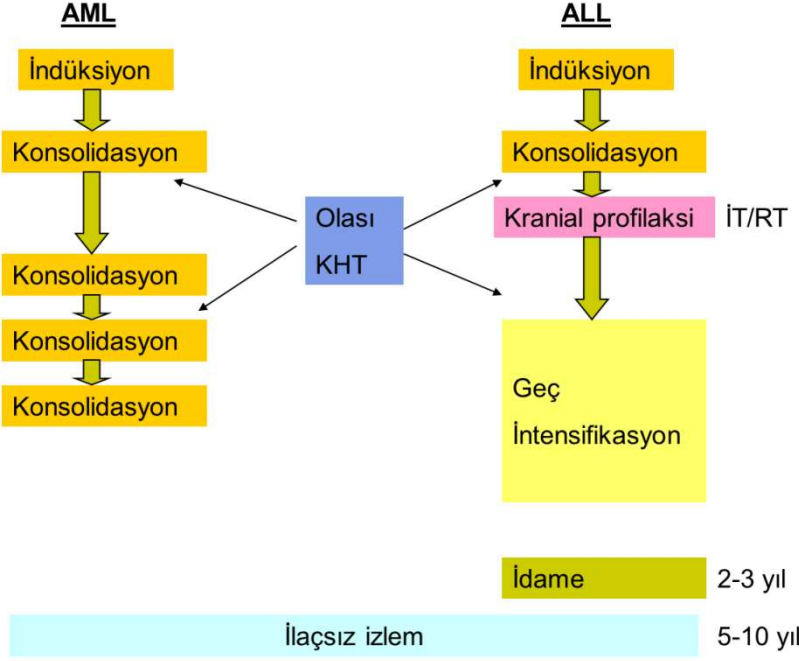 AML
İndüksiyon
Konsolidasyon
Konsolidasyon
Konsolidasyon
Konsolidasyon
Olası
KHT
ALL
İndüksiyon
Konsolidasyon
Kranial profilaksi
İT/RT
Geç
İntensifikasyon
İdame
2-3 yıl
İlaçsız izlem
5-10 yıl